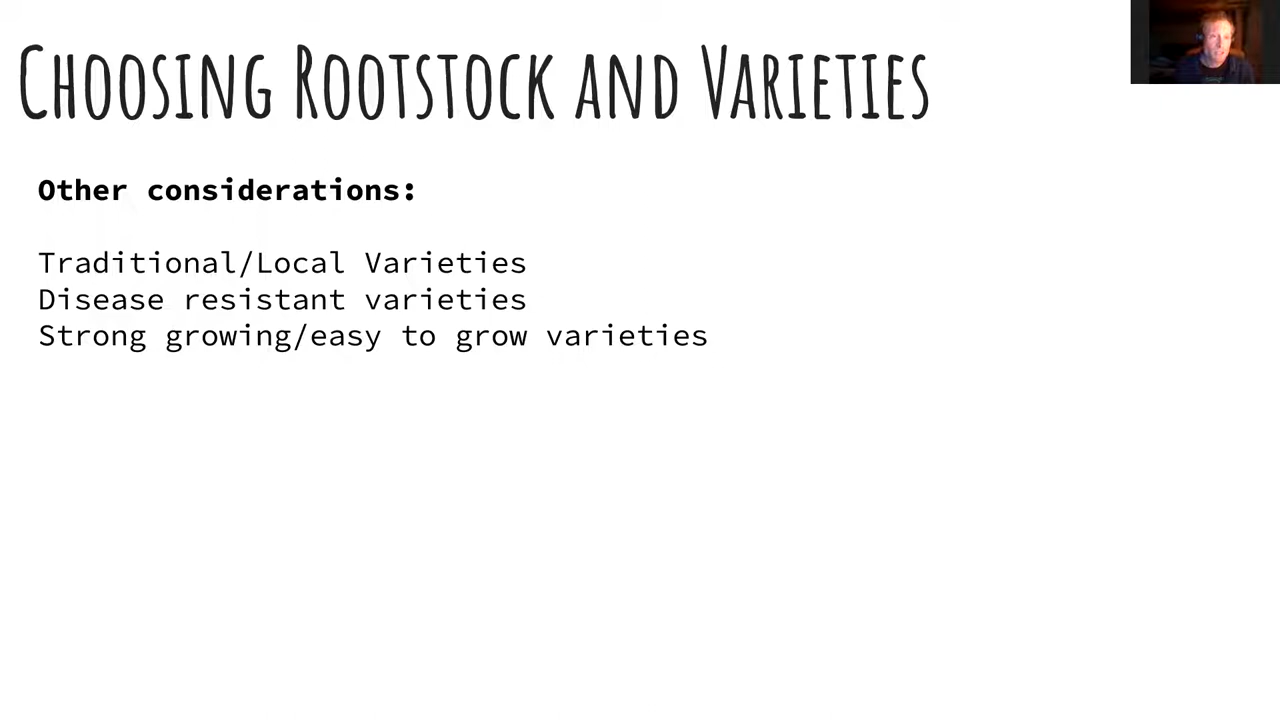 Choosing Rootstock and Varieties
Other considerations:
Traditional/Local Varieties
Disease resistant varieties
Strong growing/easy to grow varieties